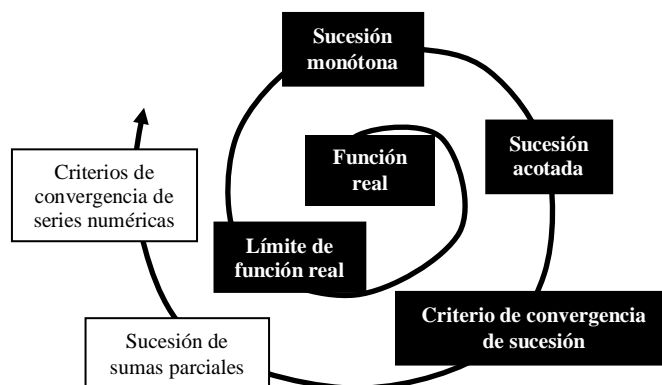 Sucesión
monótona
Función
real
Sucesión
acotada
Criterios de
convergencia de
series numéricas
Límite de
función real
Criterio de convergencia
de sucesión
Sucesión de
sumas parciales